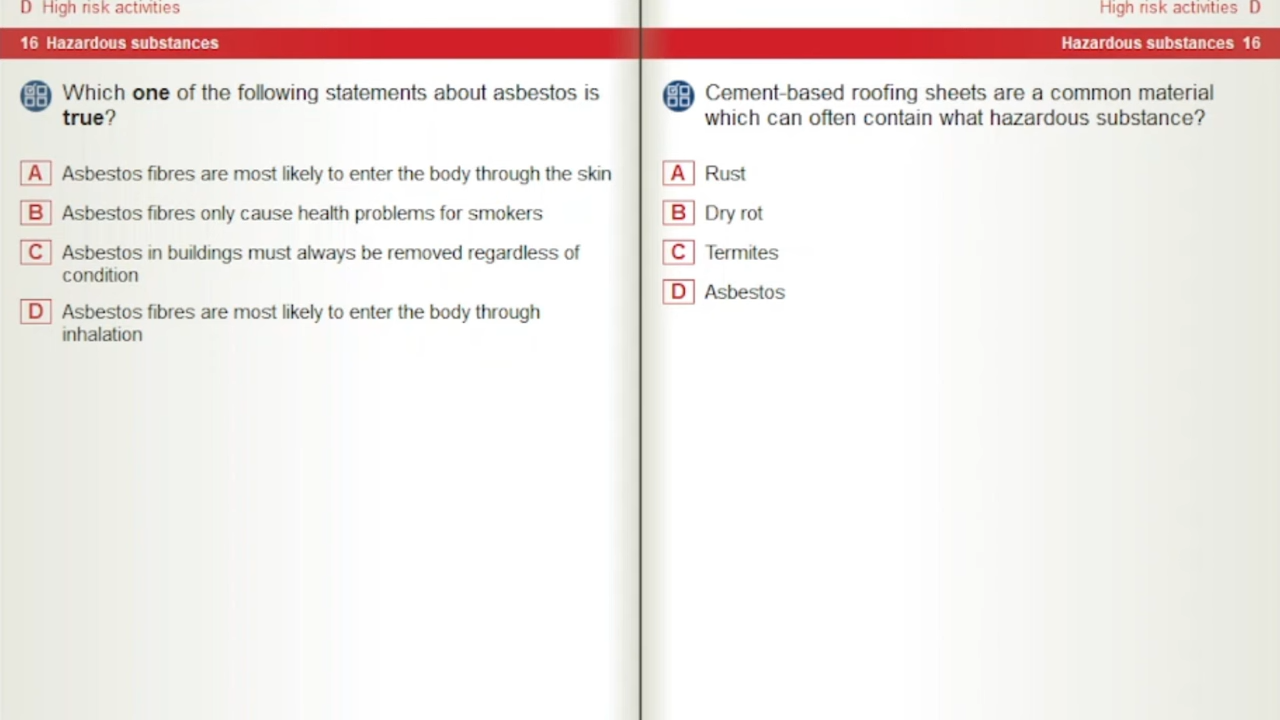 D High risk activities
16 Hazardous substances
Which one of the following statements about asbestos is
true?
A Asbestos fibres are most likely to enter the body through the skin
B Asbestos fibres only cause health problems for smokers
C Asbestos in buildings must always be removed regardless of
condition
D Asbestos fibres are most likely to enter the body through
inhalation
High risk activities D
Hazardous substances 16
Cement-based roofing sheets are a common material
which can often contain what hazardous substance?
A Rust
B Dry rot
C Termites
D Asbestos